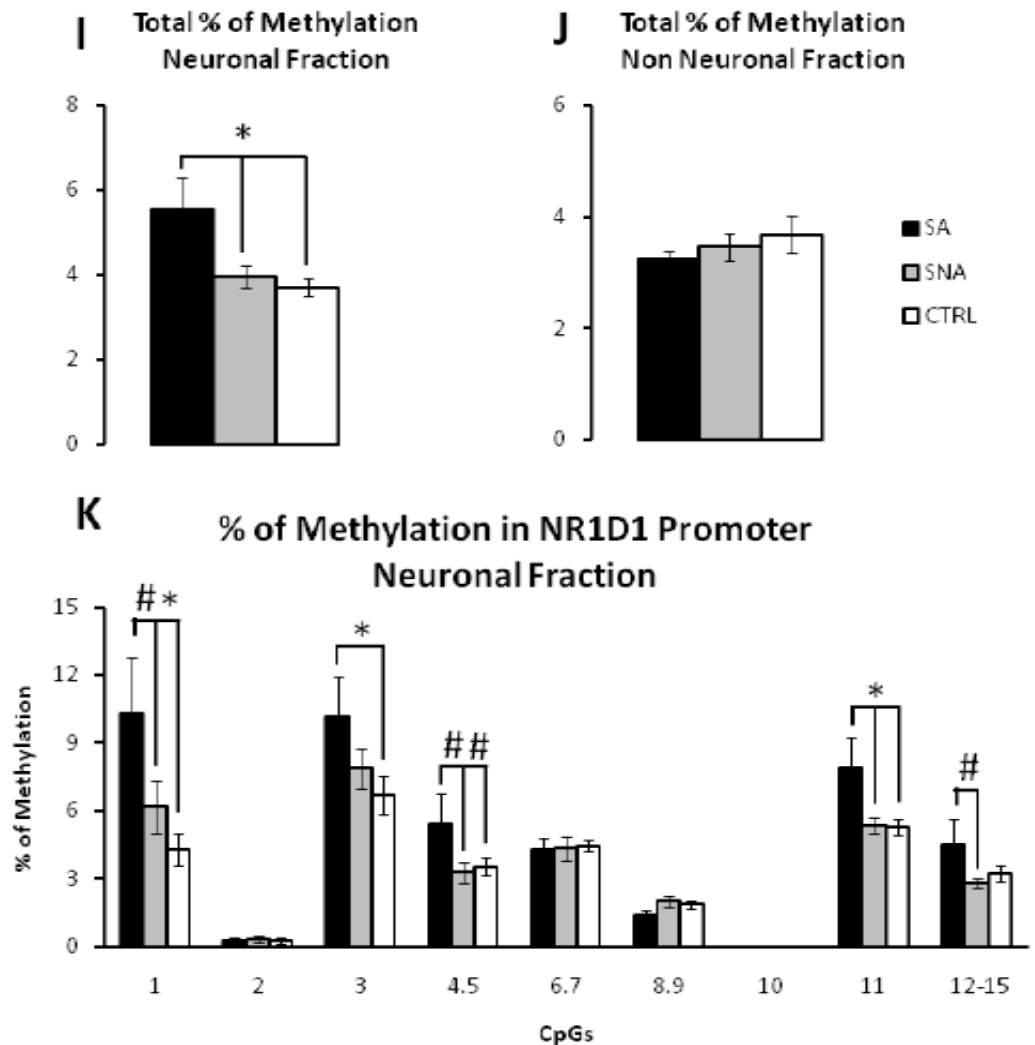 I
Total % of Methylation
Neuronal Fraction
8
6
4
2
0
*
J
Total % of Methylation
Non Neuronal Fraction
6
4
2
0
SA
SNA
CTRL
K
% of Methylation in NR1D1 Promoter
Neuronal Fraction
% of Methylation
15
12
9
6
3
0
# *
*
# #
*
#
1 2 3 4.5 6.7 8.9 10 11 12-15
CpGs